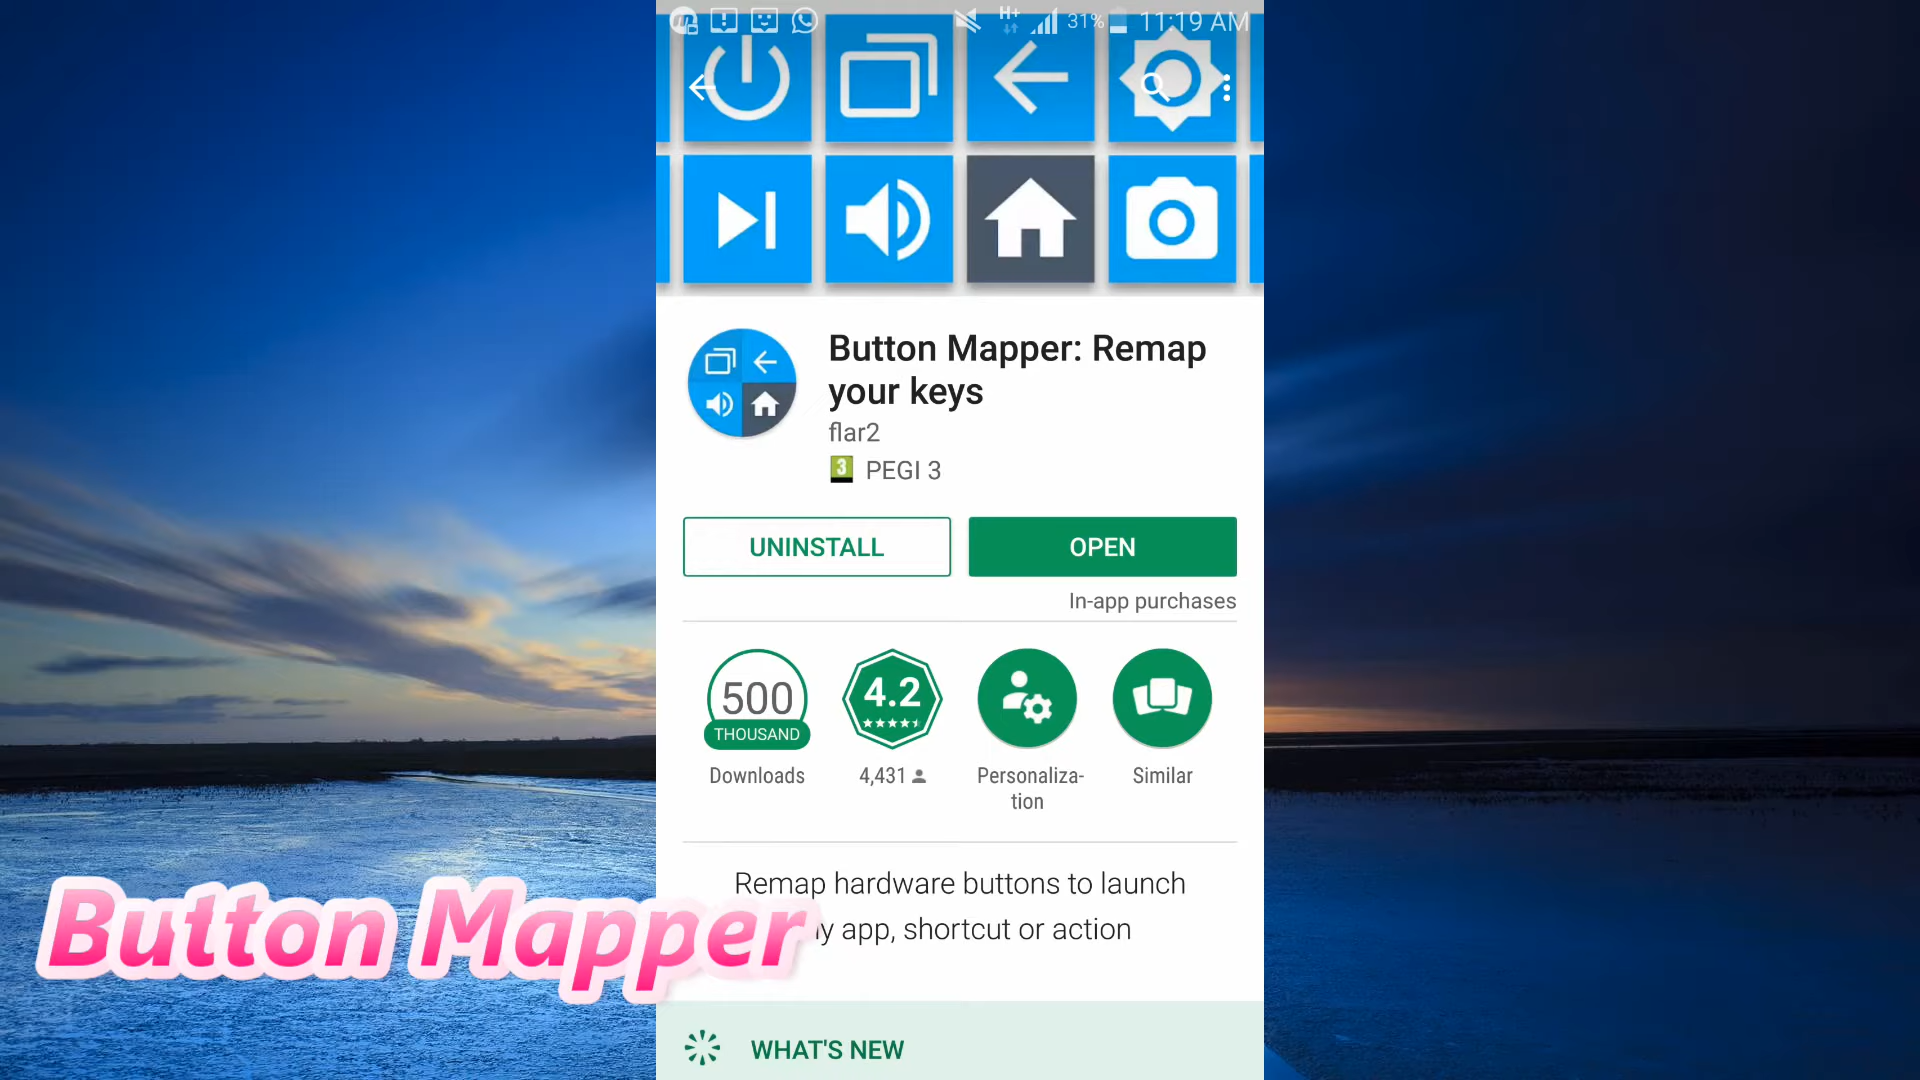 H+
31%
11:19 AM
Button Mapper: Remap
your keys
flar2
3 PEGI 3
UNINSTALL
OPEN
In-app purchases
500
THOUSAND
4.2
Downloads
4,431
Personaliza-
tion
Similar
Remap hardware buttons to launch
y app, shortcut or action
Button Mapper
WHAT'S NEW